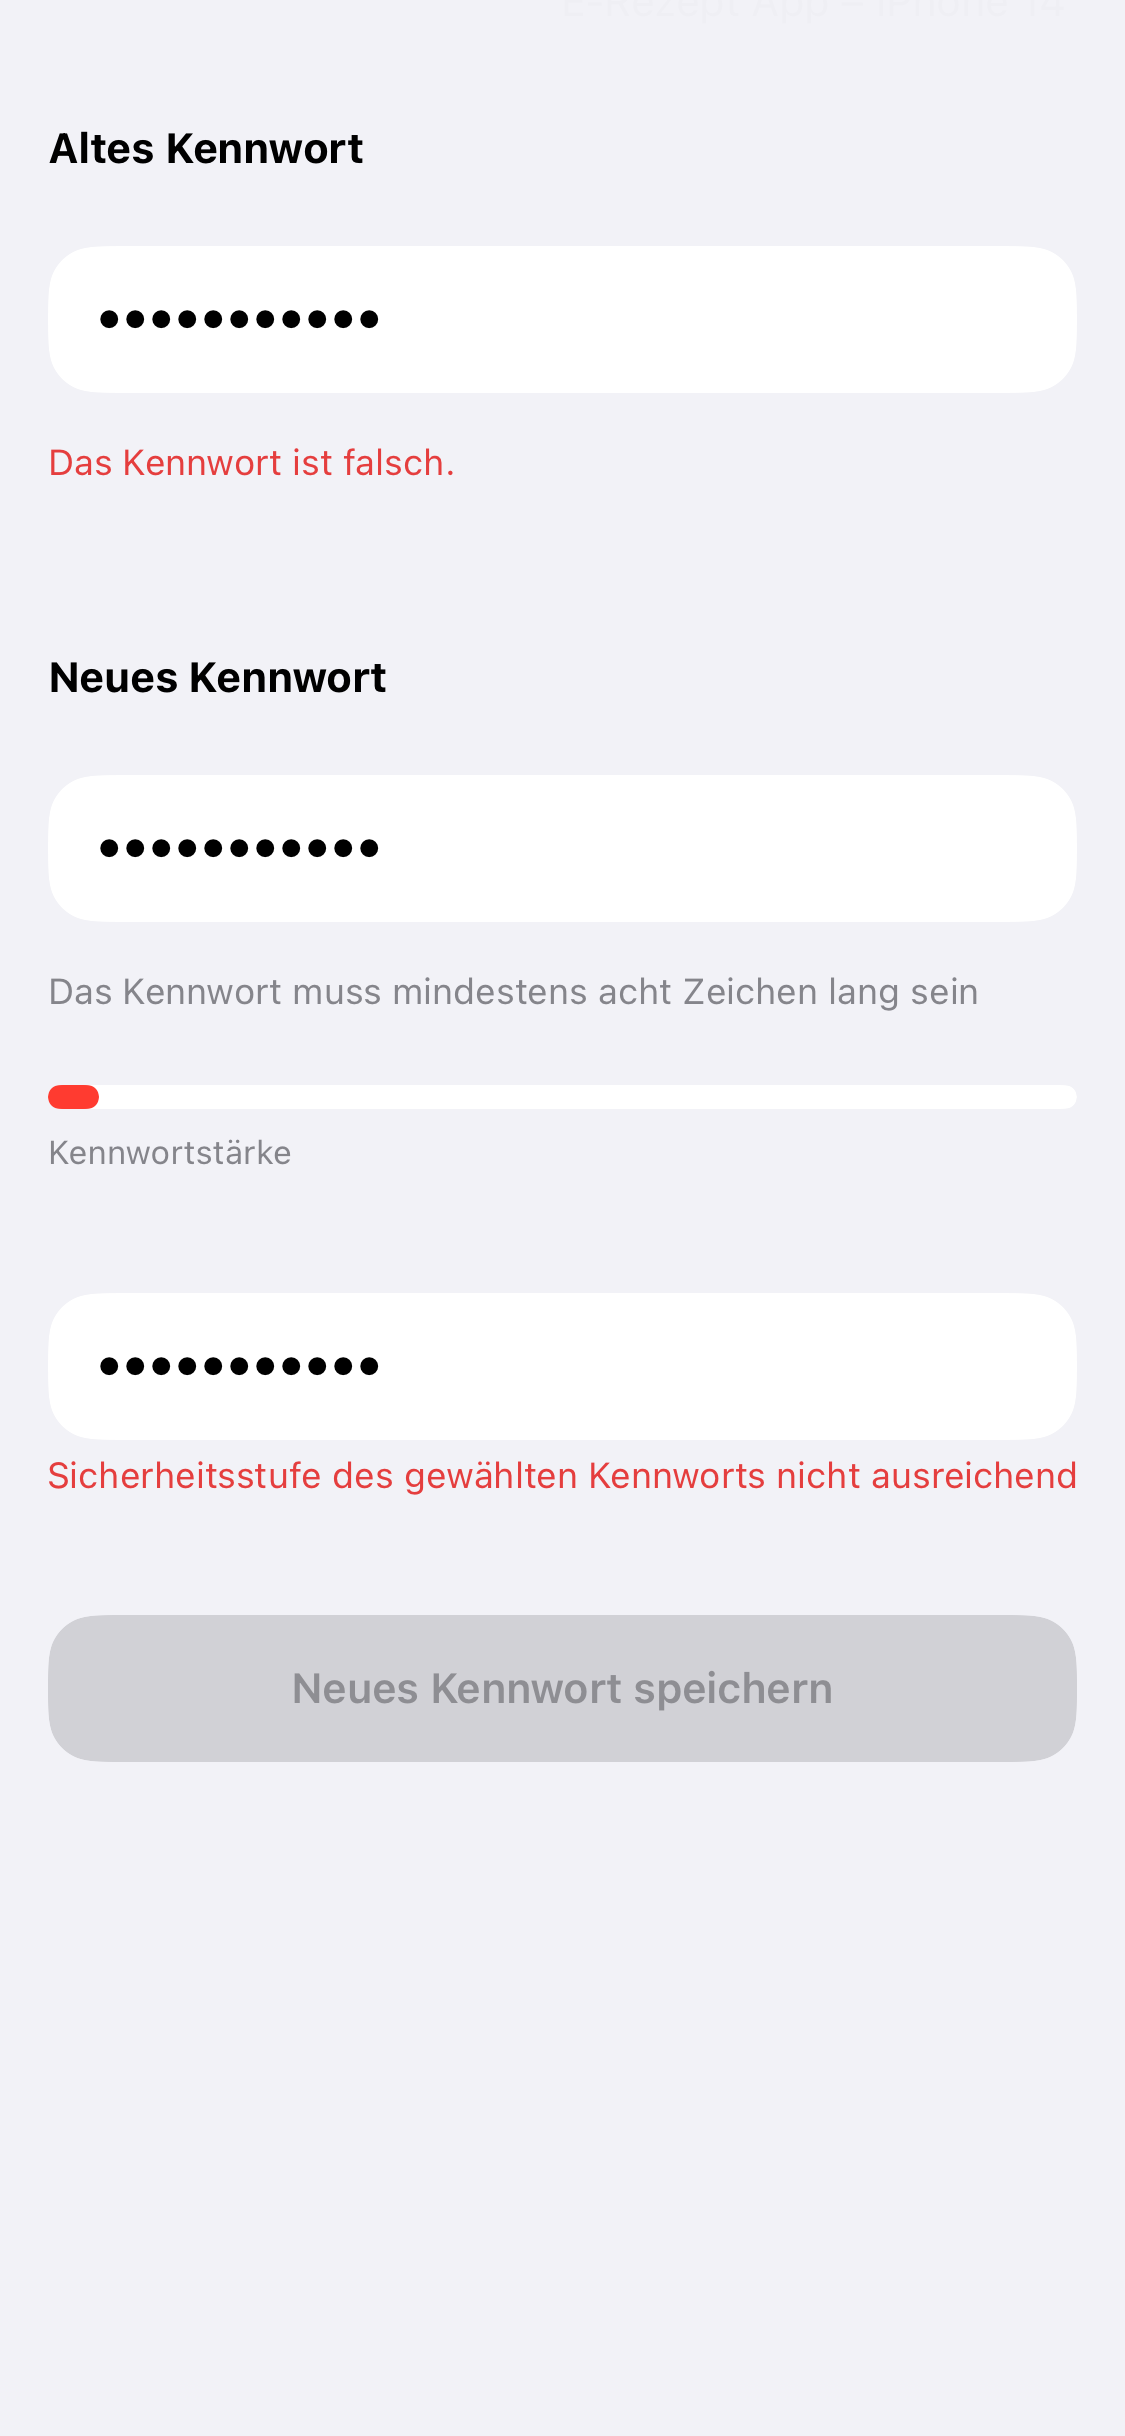 E-Rezept App – iPhone 14
Altes Kennwort
•••••••••••
Das Kennwort ist falsch.
Neues Kennwort
•••••••••••
Das Kennwort muss mindestens acht Zeichen lang sein
Kennwortstärke
•••••••••••
Sicherheitsstufe des gewählten Kennworts nicht ausreichend
Neues Kennwort speichern